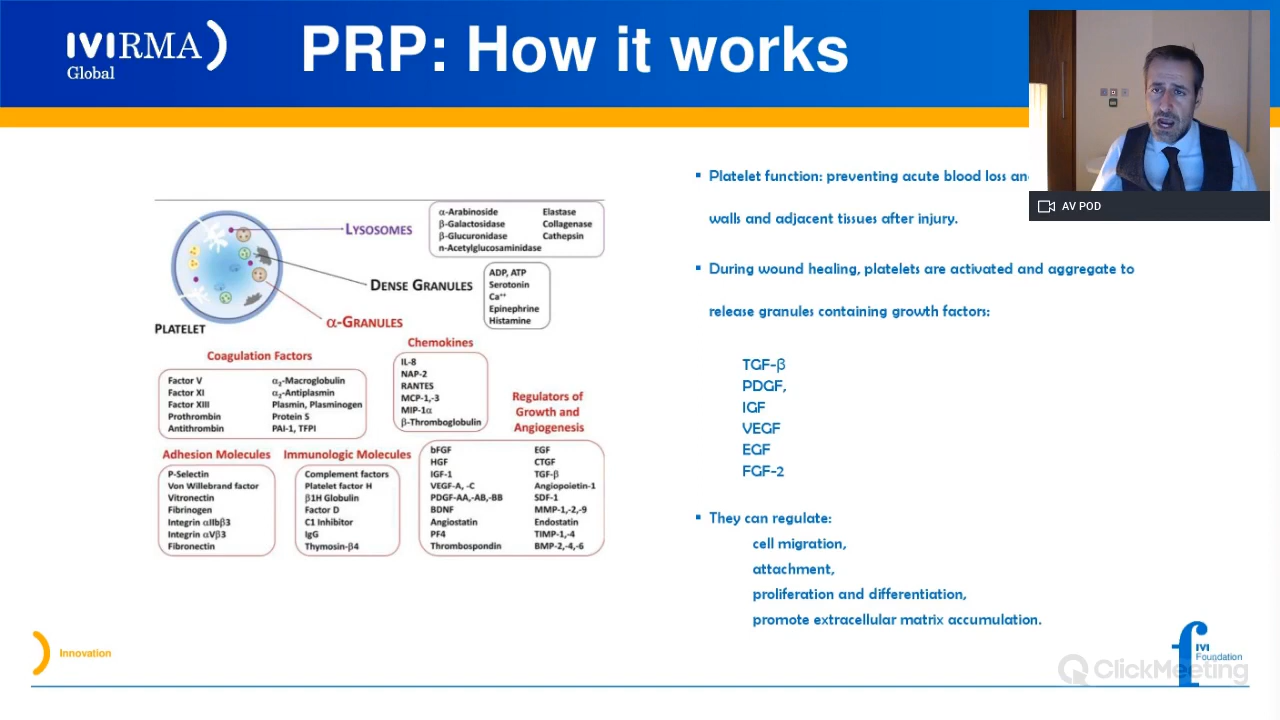 IVIRMA
Global
PRP: How it works
AV POD
LYSOSOMES
α-Arabinoside Elastase
β-Galactosidase Collagenase
β-Glucuronidase Cathepsin
n-Acetylglucosaminidase
DENSE GRANULES
ADP, ATP
Serotonin
Ca⁺⁺
Epinephrine
Histamine
α-GRANULES
PLATELET
Coagulation Factors
Factor V α₂-Macroglobulin
Factor XI α₂-Antiplasmin
Factor XIII Plasmin, Plasminogen
Prothrombin Protein S
Antithrombin PAI-1, TFPI
Chemokines
IL-8
NAP-2
RANTES
MCP-1,-3
MIP-1α
β-Thromboglobulin
Regulators of
Growth and
Angiogenesis
bFGF EGF
HGF CTGF
IGF-1 TGF-β
VEGF-A, -C Angiopoietin-1
PDGF-AA,-AB,-BB SDF-1
BDNF MMP-1,-2,-9
Angiostatin Endostatin
PF4 TIMP-1,-4
Thrombospondin BMP-2,-4,-6
Adhesion Molecules
P-Selectin
Von Willebrand factor
Vitronectin
Fibrinogen
Integrin αIIbβ3
Integrin αVβ3
Fibronectin
Immunologic Molecules
Complement factors
Platelet factor H
β1H Globulin
Factor D
C1 Inhibitor
IgG
Thymosin-β4
▪ Platelet function: preventing acute blood loss an
walls and adjacent tissues after injury.
▪ During wound healing, platelets are activated and aggregate to
release granules containing growth factors:
TGF-β
PDGF,
IGF
VEGF
EGF
FGF-2
▪ They can regulate:
cell migration,
attachment,
proliferation and differentiation,
promote extracellular matrix accumulation.
Innovation
f IVI
Foundation
ClickMeeting